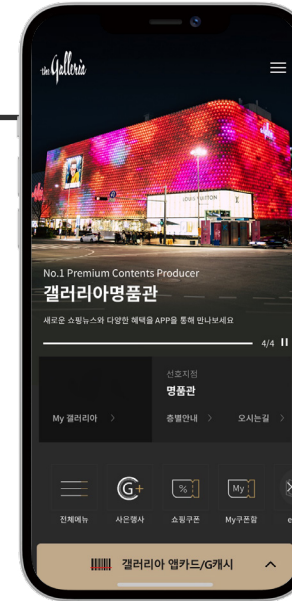 the Galleria
LOUIS VUITTON
No.1 Premium Contents Producer
갤러리아명품관
새로운 쇼핑뉴스와 다양한 혜택을 APP을 통해 만나보세요
4/4
선호지점
명품관
My 갤러리아
층별안내
오시는길
G+
%
My
전체메뉴
사은행사
쇼핑쿠폰
My쿠폰함
e
갤러리아 앱카드/G캐시